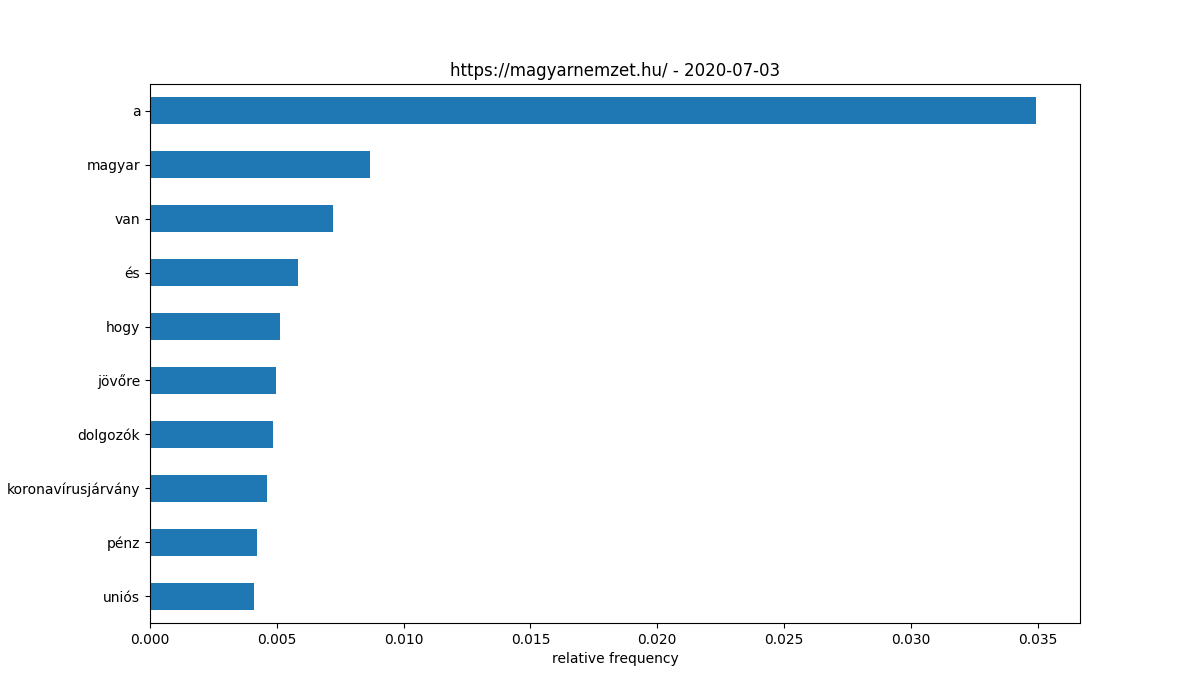 https://magyarnemzet.hu/ - 2020-07-03
a
magyar
van
és
hogy
jövőre
dolgozók
koronavírusjárvány
pénz
uniós
0.000 0.005 0.010 0.015 0.020 0.025 0.030 0.035
relative frequency